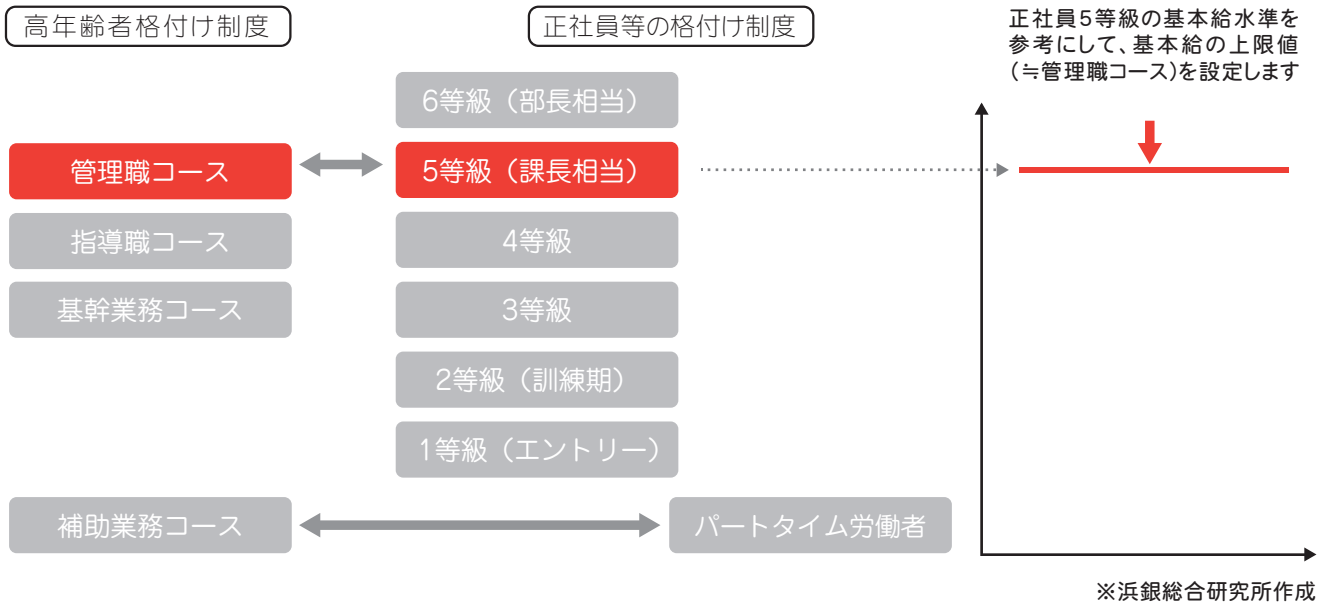 高年齢者格付け制度
正社員等の格付け制度
正社員5等級の基本給水準を
参考にして、基本給の上限値
(≒管理職コース)を設定します
6等級（部長相当）
管理職コース
5等級（課長相当）
指導職コース
4等級
基幹業務コース
3等級
2等級（訓練期）
1等級（エントリー）
補助業務コース
パートタイム労働者
※浜銀総合研究所作成